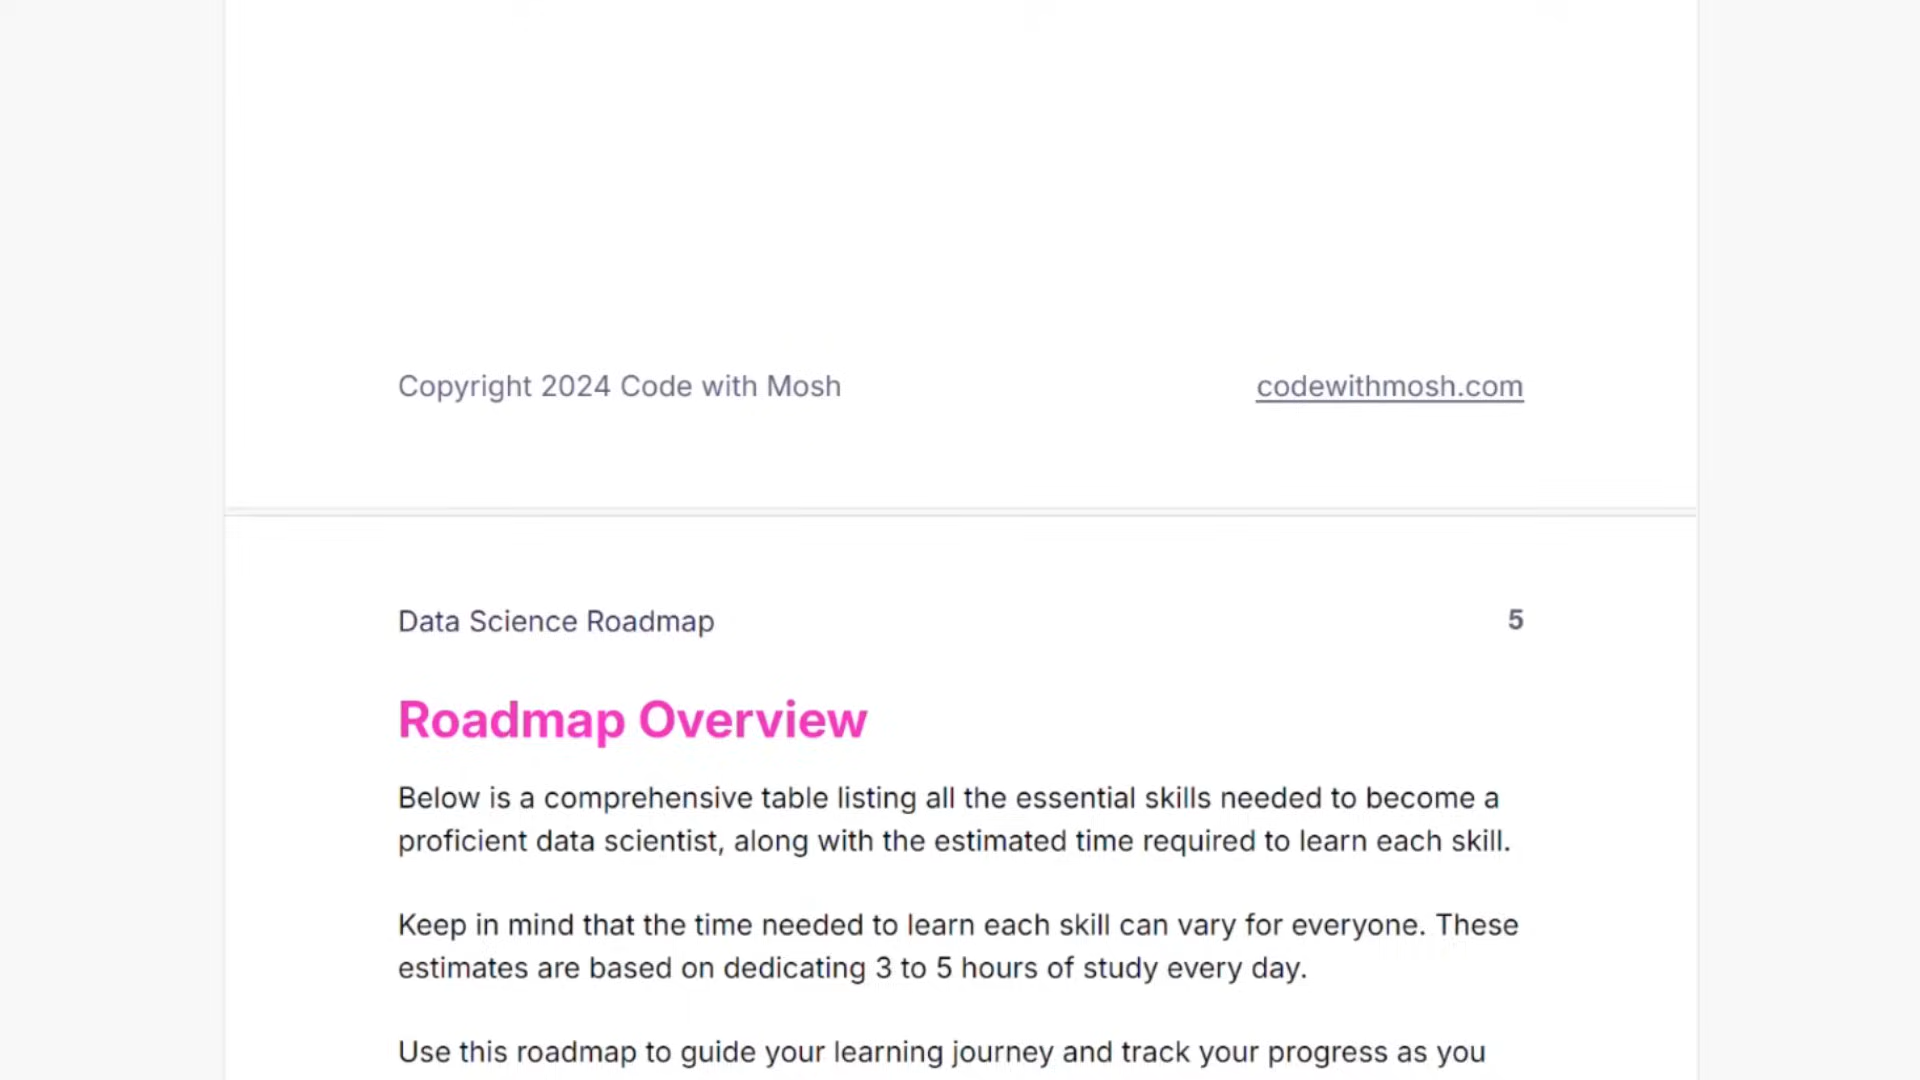 Copyright 2024 Code with Mosh
codewithmosh.com
Data Science Roadmap
5
Roadmap Overview
Below is a comprehensive table listing all the essential skills needed to become a
proficient data scientist, along with the estimated time required to learn each skill.
Keep in mind that the time needed to learn each skill can vary for everyone. These
estimates are based on dedicating 3 to 5 hours of study every day.
Use this roadmap to guide your learning journey and track your progress as you